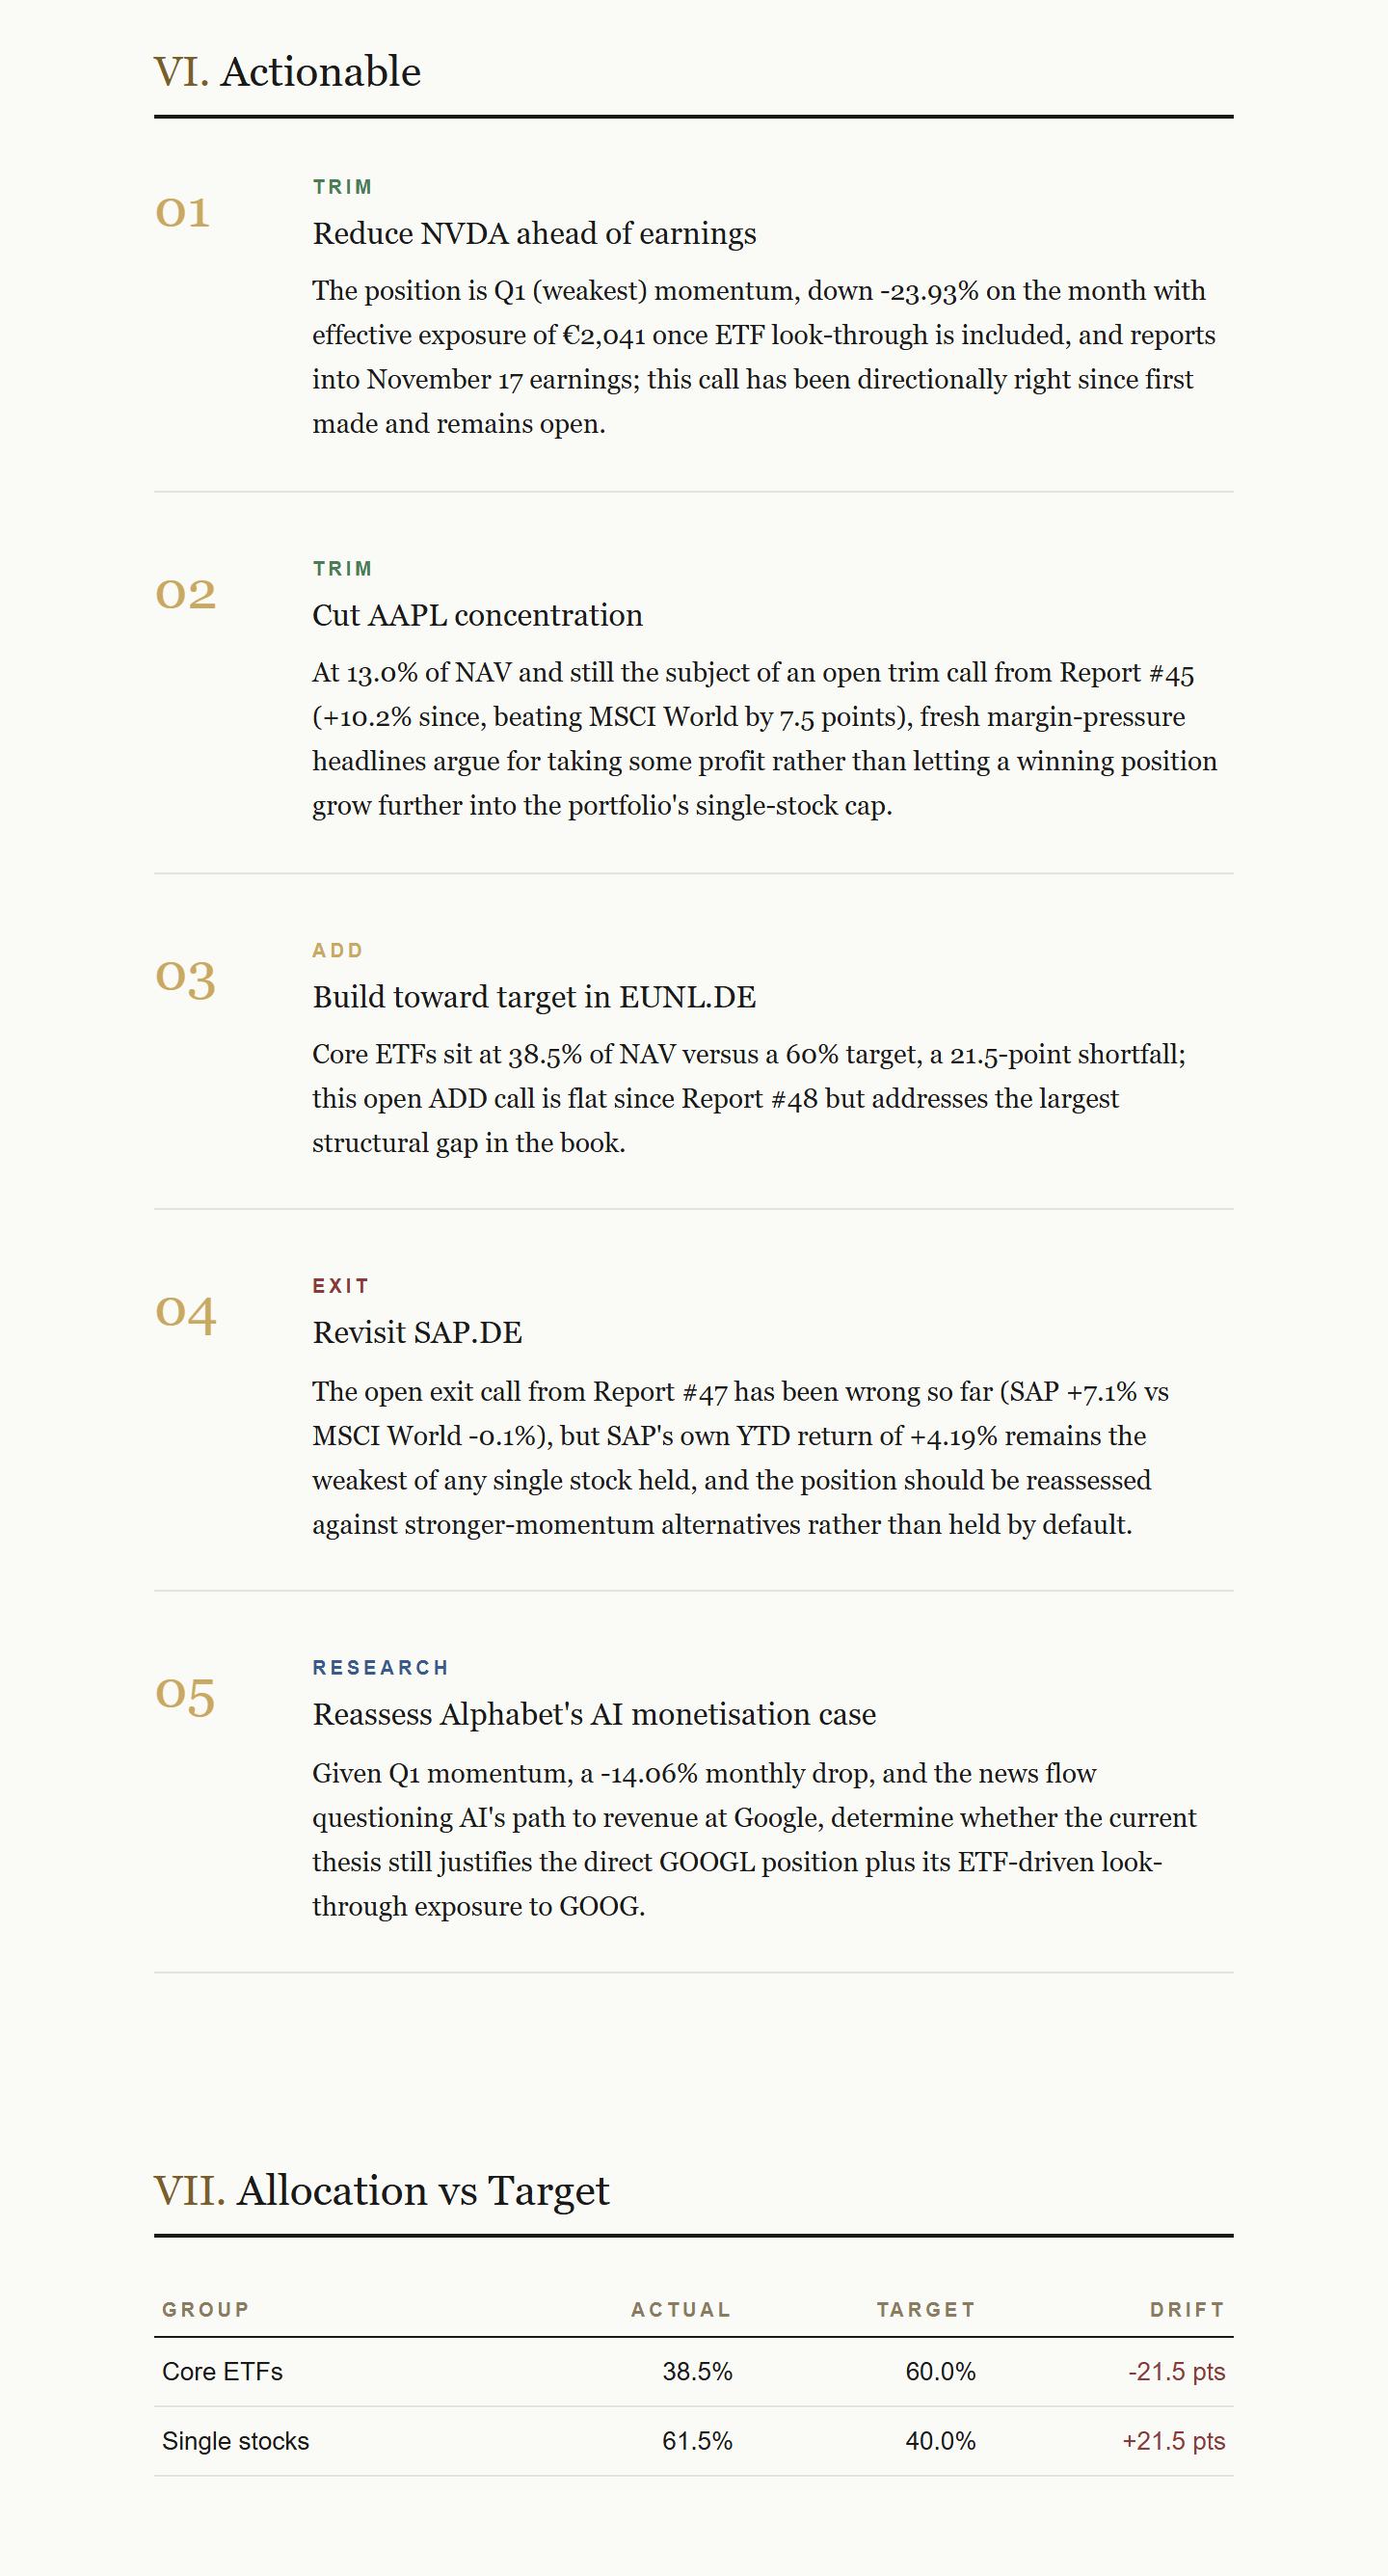 VI. Actionable
01
TRIM
Reduce NVDA ahead of earnings
The position is Q1 (weakest) momentum, down -23.93% on the month with
effective exposure of €2,041 once ETF look-through is included, and reports
into November 17 earnings; this call has been directionally right since first
made and remains open.
02
TRIM
Cut AAPL concentration
At 13.0% of NAV and still the subject of an open trim call from Report #45
(+10.2% since, beating MSCI World by 7.5 points), fresh margin-pressure
headlines argue for taking some profit rather than letting a winning position
grow further into the portfolio's single-stock cap.
03
ADD
Build toward target in EUNL.DE
Core ETFs sit at 38.5% of NAV versus a 60% target, a 21.5-point shortfall;
this open ADD call is flat since Report #48 but addresses the largest
structural gap in the book.
04
EXIT
Revisit SAP.DE
The open exit call from Report #47 has been wrong so far (SAP +7.1% vs
MSCI World -0.1%), but SAP's own YTD return of +4.19% remains the
weakest of any single stock held, and the position should be reassessed
against stronger-momentum alternatives rather than held by default.
05
RESEARCH
Reassess Alphabet's AI monetisation case
Given Q1 momentum, a -14.06% monthly drop, and the news flow
questioning AI's path to revenue at Google, determine whether the current
thesis still justifies the direct GOOGL position plus its ETF-driven look-
through exposure to GOOG.
VII. Allocation vs Target
GROUP ACTUAL TARGET DRIFT
Core ETFs 38.5% 60.0% -21.5 pts
Single stocks 61.5% 40.0% +21.5 pts